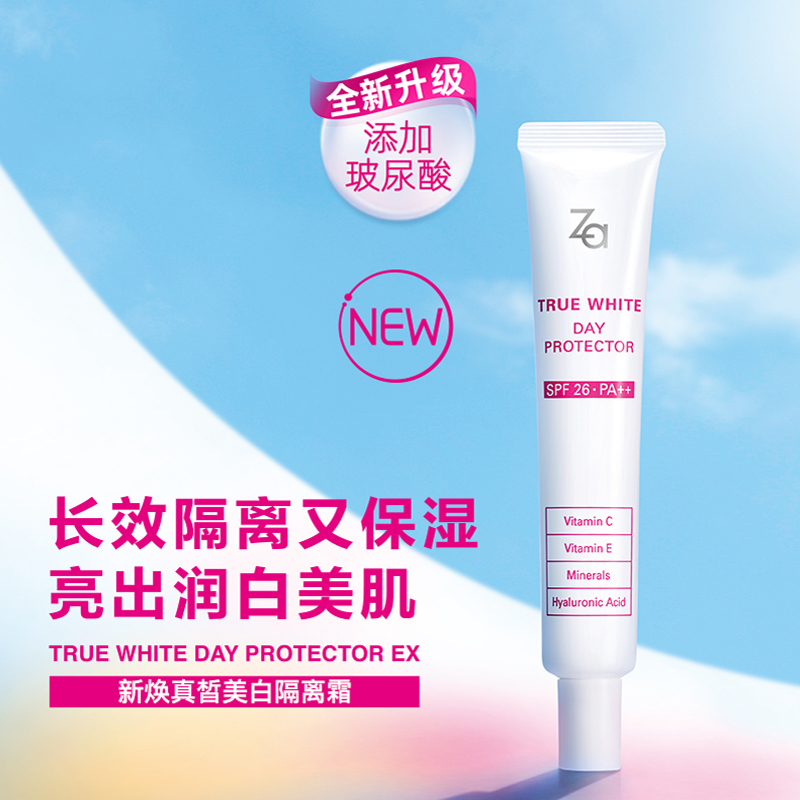 全新升级
添加
玻尿酸
NEW
Za
TRUE WHITE
DAY
PROTECTOR
SPF 26·PA++
Vitamin C
Vitamin E
Minerals
Hyaluronic Acid
长效隔离又保湿
亮出润白美肌
TRUE WHITE DAY PROTECTOR EX
新焕真皙美白隔离霜